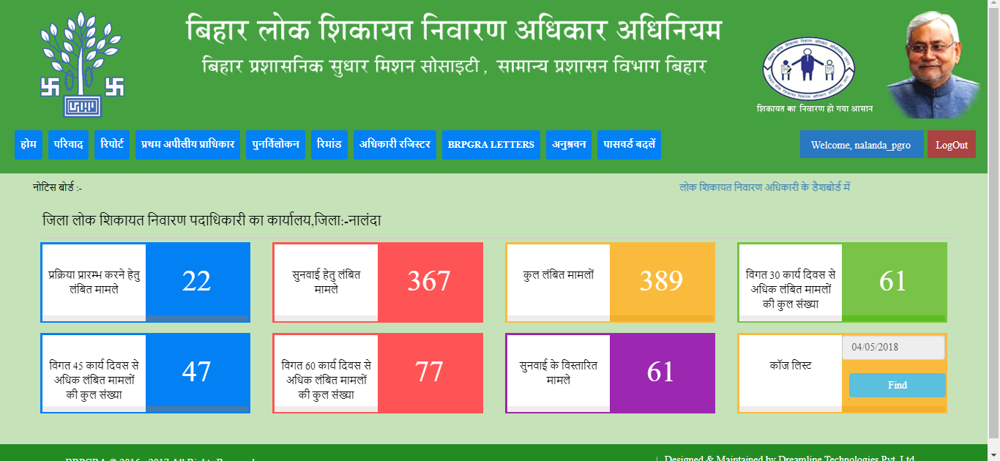 बिहार लोक शिकायत निवारण अधिकार अधिनियम
बिहार प्रशासनिक सुधार मिशन सोसाइटी , सामान्य प्रशासन विभाग बिहार
शिकायत का निवारण हो गया आसान
होम परिवाद रिपोर्ट प्रथम अपीलीय प्राधिकार पुनर्विलोकन रिमांड अधिकारी रजिस्टर BRPGRA LETTERS अनुश्रवन पासवर्ड बदलें Welcome, nalanda_pgro LogOut
नोटिस बोर्ड :- लोक शिकायत निवारण अधिकारी के डैशबोर्ड में
जिला लोक शिकायत निवारण पदाधिकारी का कार्यालय,जिला:-नालंदा
प्रक्रिया प्रारम्भ करने हेतु
लंबित मामले
22
सुनवाई हेतु लंबित
मामले
367
कुल लंबित मामलों
389
विगत 30 कार्य दिवस से
अधिक लंबित मामलों
की कुल संख्या
61
विगत 45 कार्य दिवस से
अधिक लंबित मामलों
की कुल संख्या
47
विगत 60 कार्य दिवस से
अधिक लंबित मामलों
की कुल संख्या
77
सुनवाई के विस्तारित
मामले
61
कॉज लिस्ट
04/05/2018
Find
BRPGRA © 2016 - 2017 All Rights Reserved | Designed & Maintained by Dreamline Technologies Pvt. Ltd.